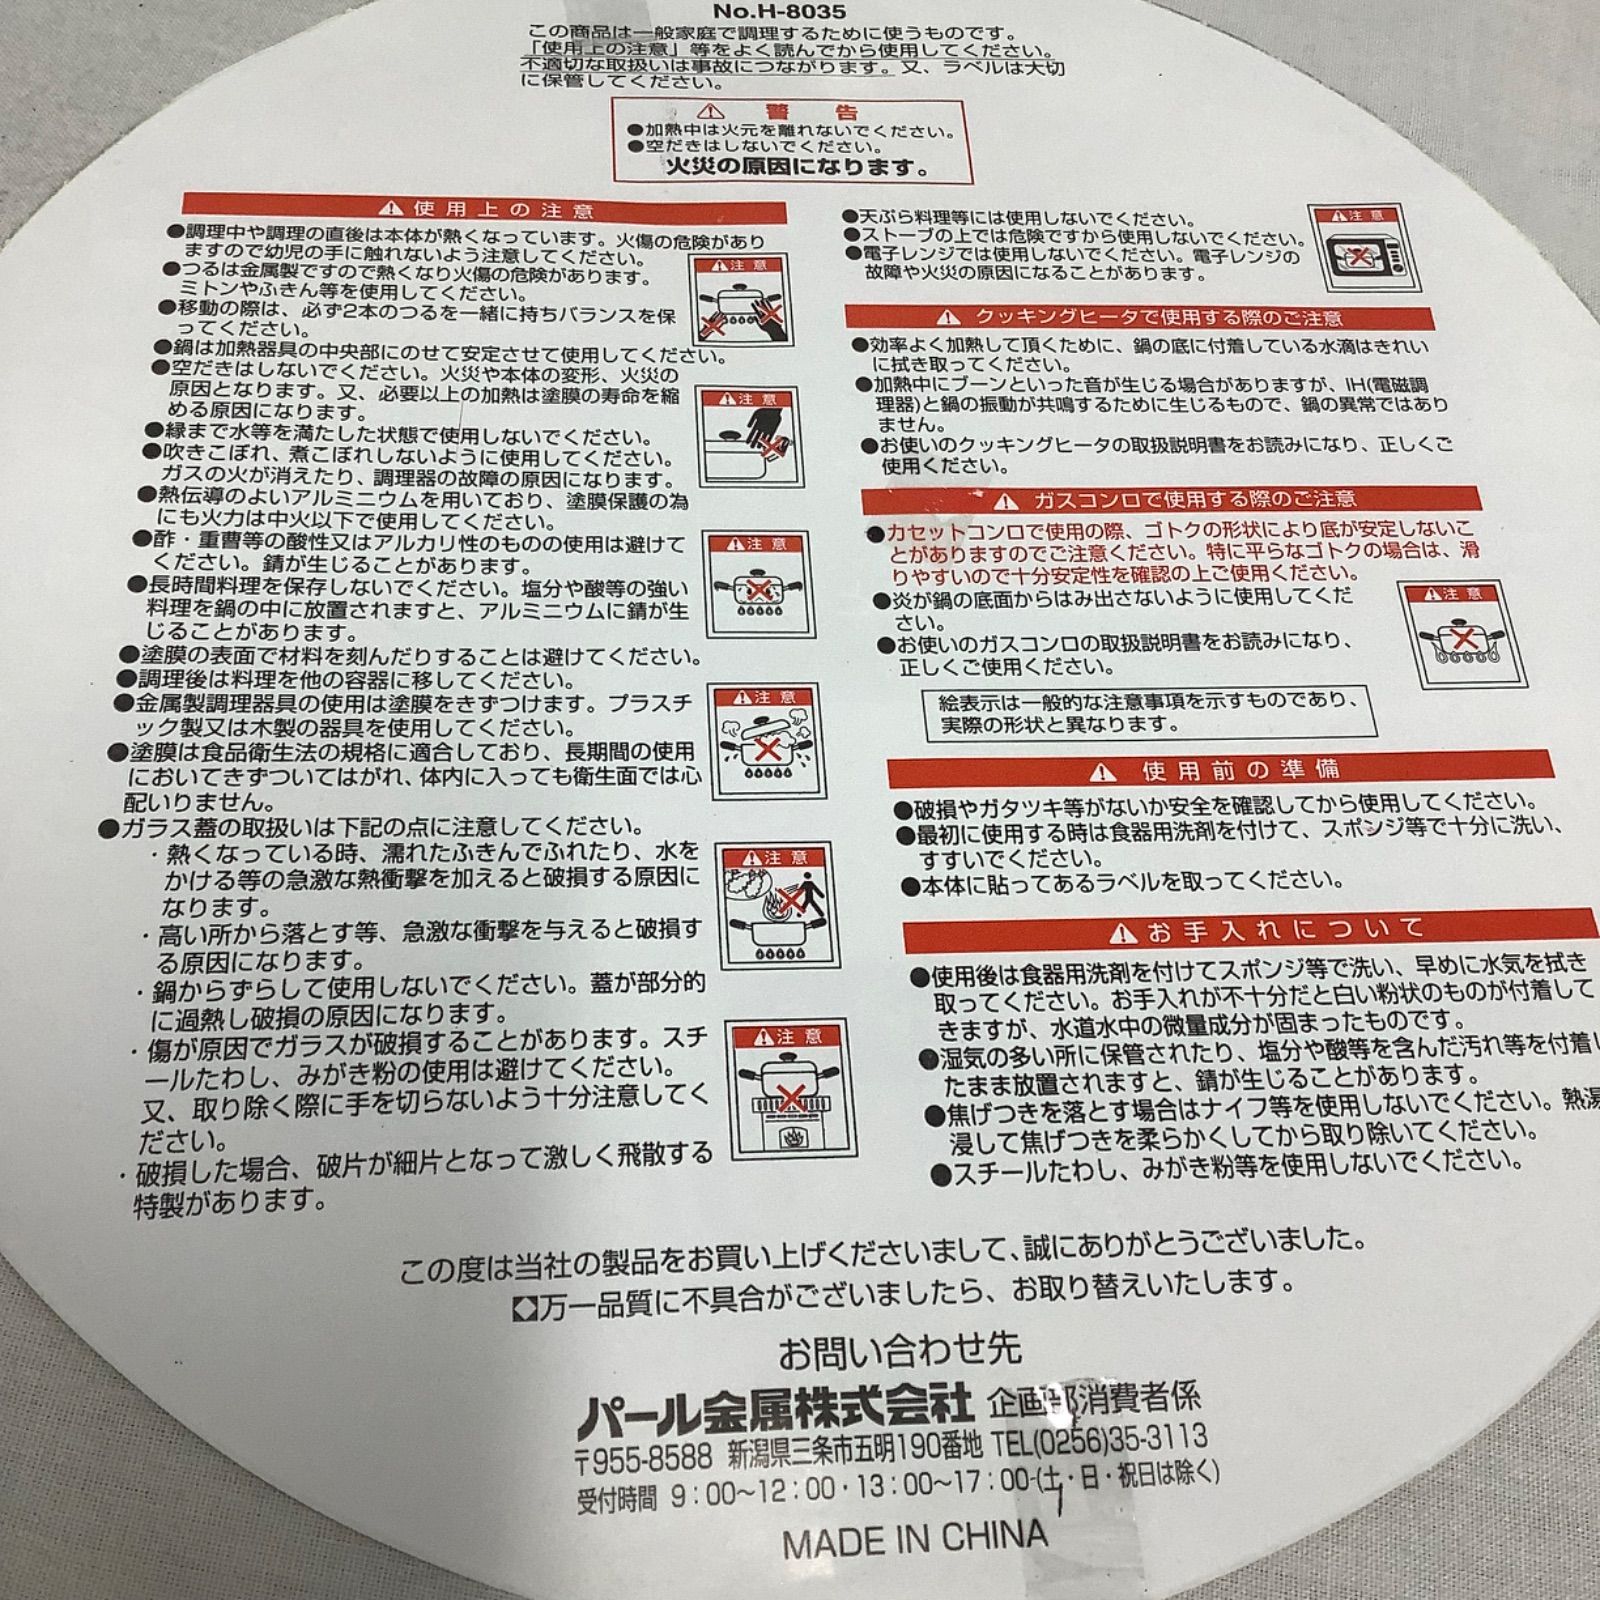 No.H-8035
この商品は一般家庭で調理するために使うものです。
「使用上の注意」等をよく読んでから使用してください。
不適切な取扱いは事故につながります。又、ラベルは大切
に保管してください。
警告
●加熱中は火元を離れないでください。
●空だきはしないでください。
火災の原因になります。
使用上の注意
●調理中や調理の直後は本体が熱くなっています。火傷の危険があり
ますので幼児の手に触れないよう注意してください。
●つるは金属製ですので熱くなり火傷の危険があります。
ミトンやふきん等を使用してください。
●移動の際は、必ず2本のつるを一緒に持ちバランスを保
ってください。
●鍋は加熱器具の中央部にのせて安定させて使用してください。
●空だきはしないでください。火災や本体の変形、火災の
原因となります。又、必要以上の加熱は塗膜の寿命を縮
める原因になります。
●縁まで水等を満たした状態で使用しないでください。
●吹きこぼれ、煮こぼれしないように使用してください。
ガスの火が消えたり、調理器の故障の原因になります。
●熱伝導のよいアルミニウムを用いており、塗膜保護の為
にも火力は中火以下で使用してください。
●酢・重曹等の酸性又はアルカリ性のものの使用は避けて
ください。錆が生じることがあります。
●長時間料理を保存しないでください。塩分や酸等の強い
料理を鍋の中に放置されますと、アルミニウムに錆が生
じることがあります。
●塗膜の表面で材料を刻んだりすることは避けてください。
●調理後は料理を他の容器に移してください。
●金属製調理器具の使用は塗膜をきずつけます。プラスチ
ック製又は木製の器具を使用してください。
●塗膜は食品衛生法の規格に適合しており、長期間の使用
においてきずついてはがれ、体内に入っても衛生面では心
配いりません。
●ガラス蓋の取扱いは下記の点に注意してください。
・熱くなっている時、濡れたふきんでふれたり、水を
かける等の急激な熱衝撃を加えると破損する原因に
なります。
・高い所から落とす等、急激な衝撃を与えると破損す
る原因になります。
・鍋からずらして使用しないでください。蓋が部分的
に過熱し破損の原因になります。
・傷が原因でガラスが破損することがあります。スチ
ールたわし、みがき粉の使用は避けてください。
又、取り除く際に手を切らないよう十分注意してく
ださい。
・破損した場合、破片が細片となって激しく飛散する
特製があります。
注意
注意
注意
注意
注意
注意
●天ぷら料理等には使用しないでください。
●ストーブの上では危険ですから使用しないでください。
●電子レンジでは使用しないでください。電子レンジの
故障や火災の原因になることがあります。
注意
クッキングヒータで使用する際のご注意
●効率よく加熱して頂くために、鍋の底に付着している水滴はきれい
に拭き取ってください。
●加熱中にブーンといった音が生じる場合がありますが、IH(電磁調
理器)と鍋の振動が共鳴するために生じるもので、鍋の異常ではあり
ません。
●お使いのクッキングヒータの取扱説明書をお読みになり、正しくご
使用ください。
ガスコンロで使用する際のご注意
●カセットコンロで使用の際、ゴトクの形状により底が安定しないこ
とがありますのでご注意ください。特に平らなゴトクの場合は、滑
りやすいので十分安定性を確認の上ご使用ください。
●炎が鍋の底面からはみ出さないように使用してくだ
さい。
●お使いのガスコンロの取扱説明書をお読みになり、
正しくご使用ください。
注意
絵表示は一般的な注意事項を示すものであり、
実際の形状と異なります。
使用前の準備
●破損やガタツキ等がないか安全を確認してから使用してください。
●最初に使用する時は食器用洗剤を付けて、スポンジ等で十分に洗い、
すすいでください。
●本体に貼ってあるラベルを取ってください。
お手入れについて
●使用後は食器用洗剤を付けてスポンジ等で洗い、早めに水気を拭き
取ってください。お手入れが不十分だと白い粉状のものが付着して
きますが、水道水中の微量成分が固まったものです。
●湿気の多い所に保管されたり、塩分や酸等を含んだ汚れ等を付着し
たまま放置されますと、錆が生じることがあります。
●焦げつきを落とす場合はナイフ等を使用しないでください。熱湯
浸して焦げつきを柔らかくしてから取り除いてください。
●スチールたわし、みがき粉等を使用しないでください。
この度は当社の製品をお買い上げくださいまして、誠にありがとうございました。
◇万一品質に不具合がございましたら、お取り替えいたします。
お問い合わせ先
パール金属株式会社 企画部消費者係
〒955-8588 新潟県三条市五明190番地 TEL(0256)35-3113
受付時間 9:00〜12:00・13:00〜17:00(土・日・祝日は除く)
MADE IN CHINA